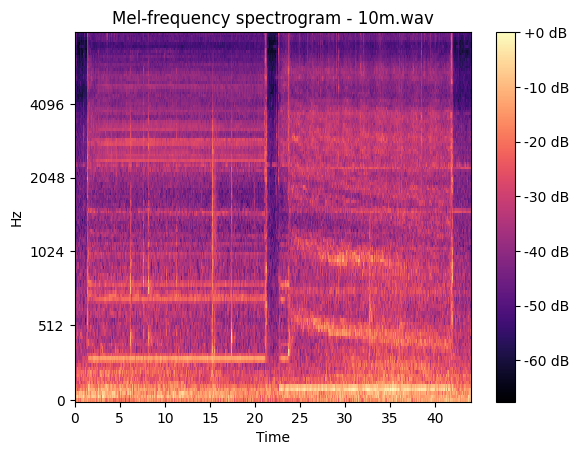 Mel-frequency spectrogram - 10m.wav
Hz
4096
2048
1024
512
0
0 5 10 15 20 25 30 35 40
Time
+0 dB
-10 dB
-20 dB
-30 dB
-40 dB
-50 dB
-60 dB